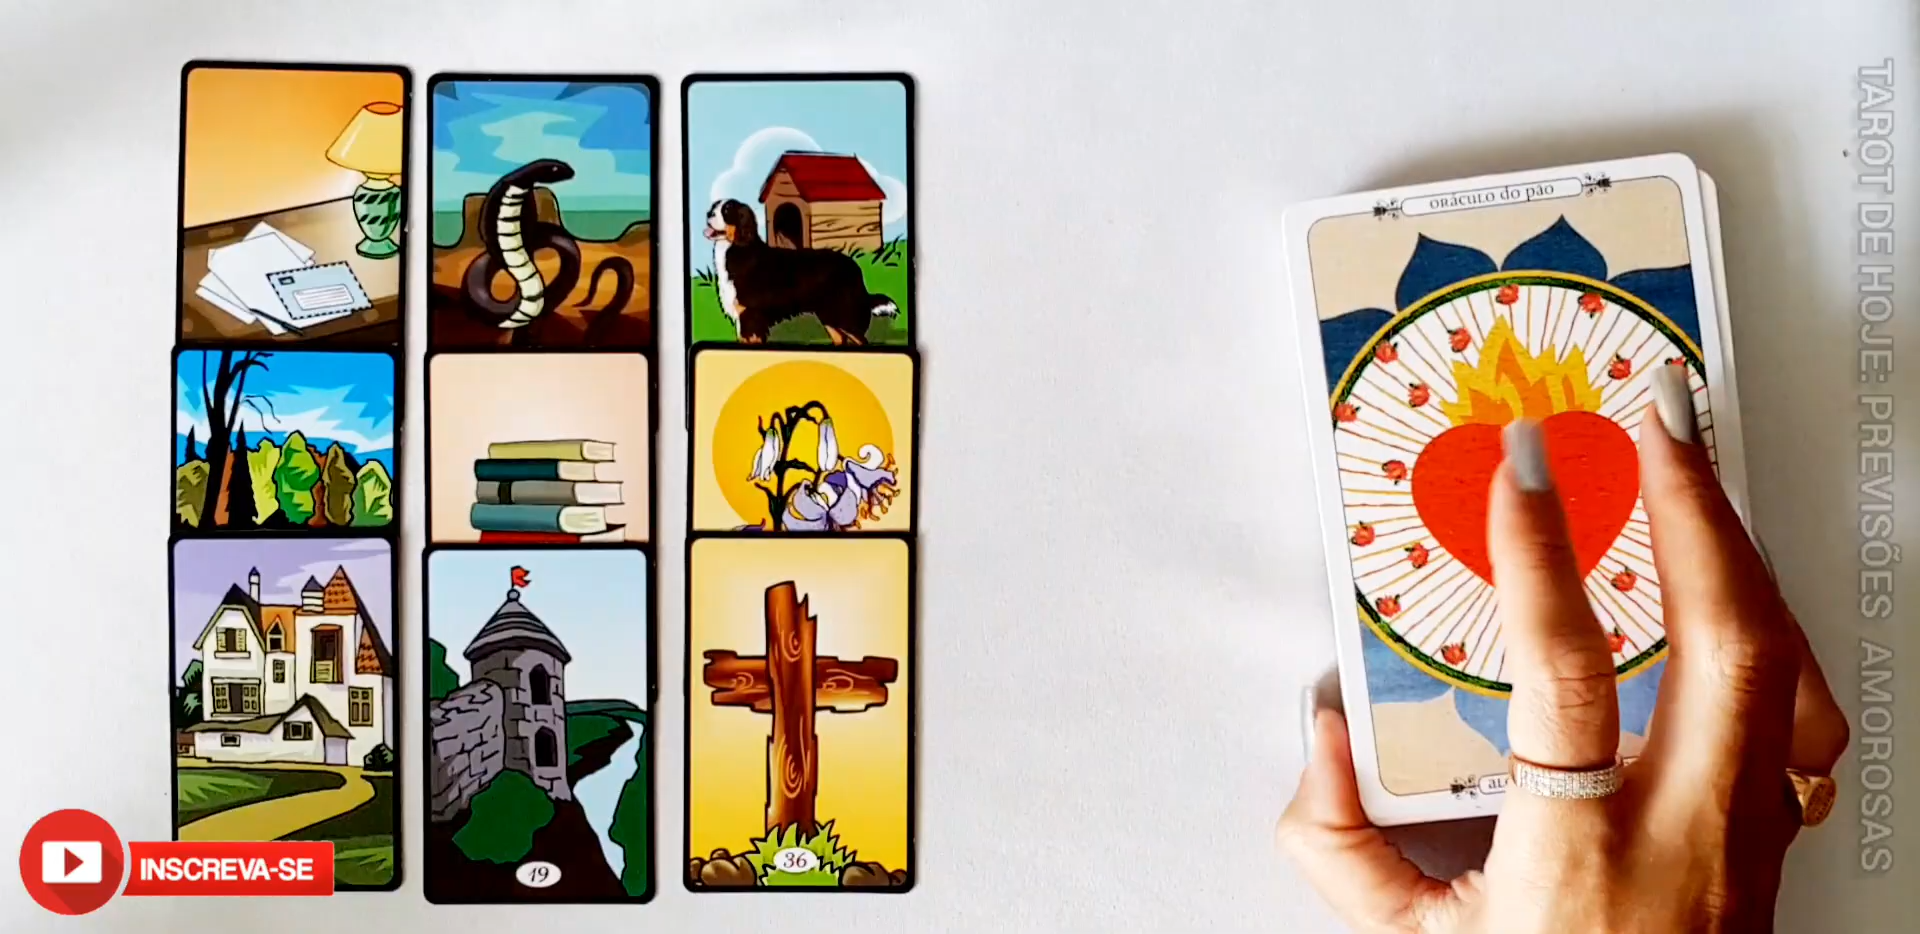 ORÁCULO do pão
19
36
INSCREVA-SE
TAROT DE HOJE: PREVISÕES AMOROSAS